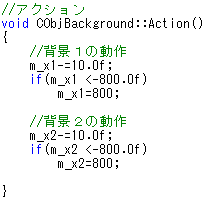 //アクション
void CObjBackground::Action()
{
    //背景１の動作
    m_x1-=10.0f;
    if(m_x1 <-800.0f)
        m_x1=800;

    //背景２の動作
    m_x2-=10.0f;
    if(m_x2 <-800.0f)
        m_x2=800;

}